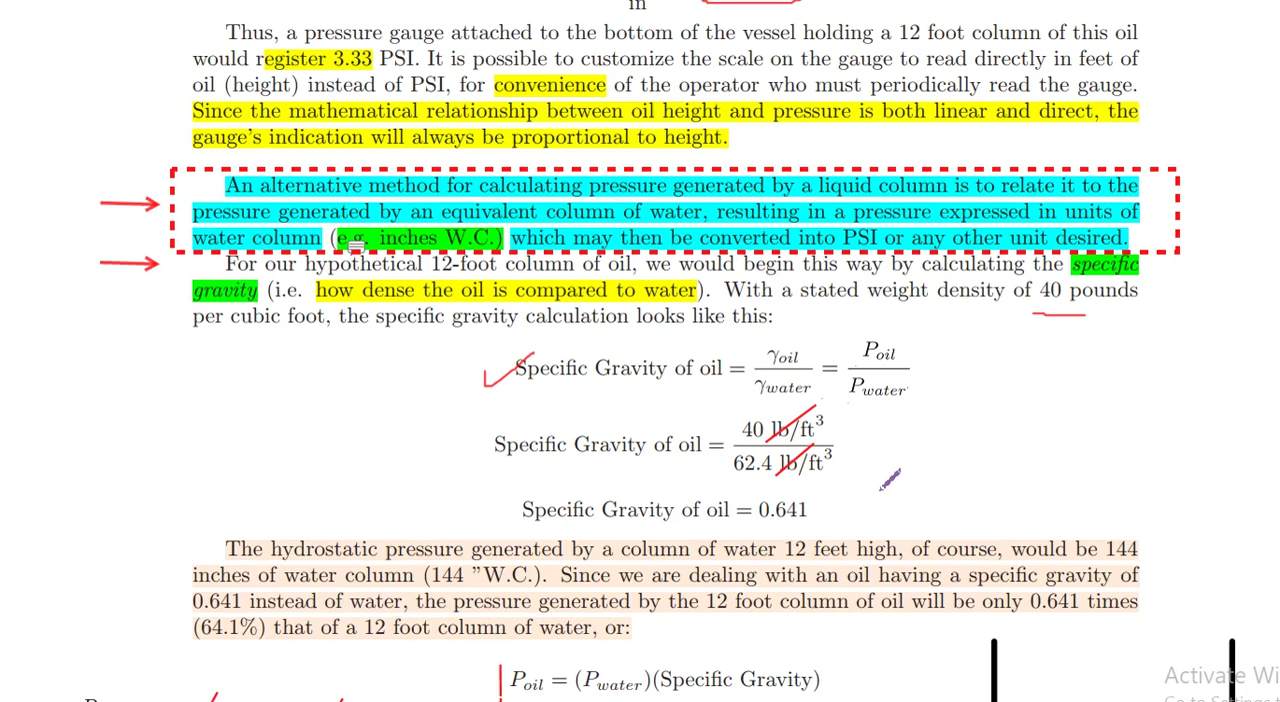 in
Thus, a pressure gauge attached to the bottom of the vessel holding a 12 foot column of this oil
would register 3.33 PSI. It is possible to customize the scale on the gauge to read directly in feet of
oil (height) instead of PSI, for convenience of the operator who must periodically read the gauge.
Since the mathematical relationship between oil height and pressure is both linear and direct, the
gauge's indication will always be proportional to height.
An alternative method for calculating pressure generated by a liquid column is to relate it to the
pressure generated by an equivalent column of water, resulting in a pressure expressed in units of
water column (e.g. inches W.C.) which may then be converted into PSI or any other unit desired.
For our hypothetical 12-foot column of oil, we would begin this way by calculating the specific
gravity (i.e. how dense the oil is compared to water). With a stated weight density of 40 pounds
per cubic foot, the specific gravity calculation looks like this:
Specific Gravity of oil = γoil / γwater = Poil / Pwater
Specific Gravity of oil = 40 lb/ft³ / 62.4 lb/ft³
Specific Gravity of oil = 0.641
The hydrostatic pressure generated by a column of water 12 feet high, of course, would be 144
inches of water column (144 ”W.C.). Since we are dealing with an oil having a specific gravity of
0.641 instead of water, the pressure generated by the 12 foot column of oil will be only 0.641 times
(64.1%) that of a 12 foot column of water, or:
Poil = (Pwater)(Specific Gravity)
Activate Wi